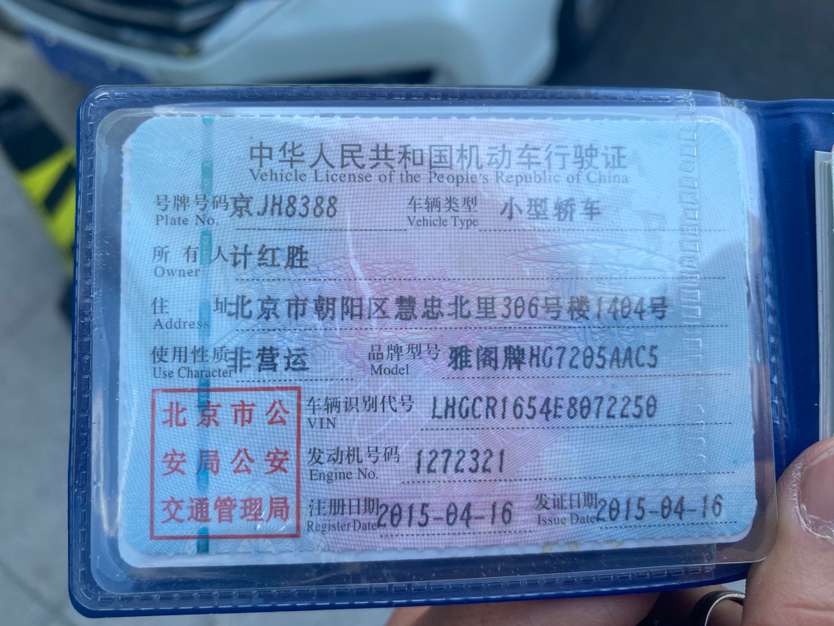 中华人民共和国机动车行驶证
Vehicle License of the People's Republic of China
号牌号码 京JH8388 车辆类型 小型轿车
Plate No. Vehicle Type
所有人 计红胜
Owner
住址 北京市朝阳区慧忠北里306号楼1404号
Address
使用性质 非营运 品牌型号 雅阁牌HG7205AAC5
Use Character Model
北京市公
安局公安
交通管理局
车辆识别代号 LHGCR1654E8072250
VIN
发动机号码 1272321
Engine No.
注册日期 2015-04-16 发证日期 2015-04-16
Register Date Issue Date